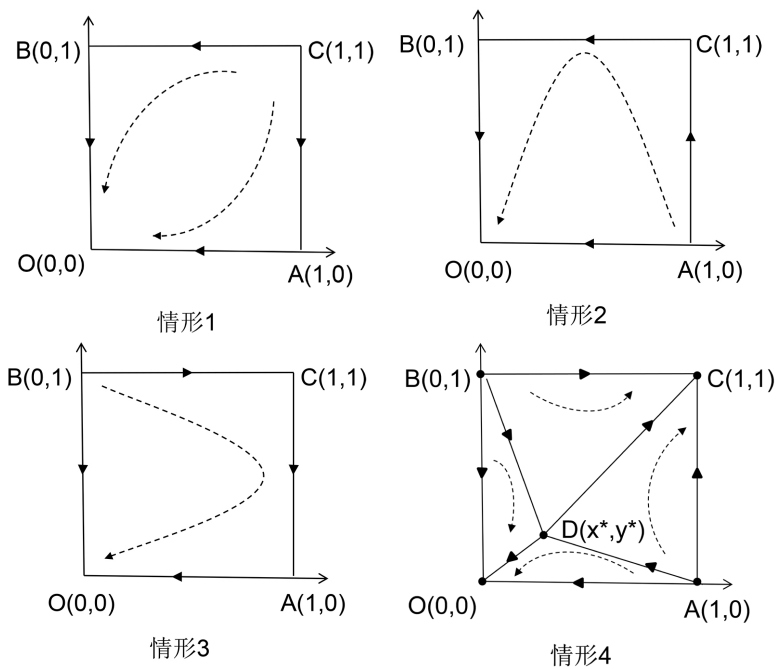 B(0,1)
C(1,1)
O(0,0)
A(1,0)
情形1
B(0,1)
C(1,1)
O(0,0)
A(1,0)
情形2
B(0,1)
C(1,1)
O(0,0)
A(1,0)
情形3
B(0,1)
C(1,1)
D(x*,y*)
O(0,0)
A(1,0)
情形4